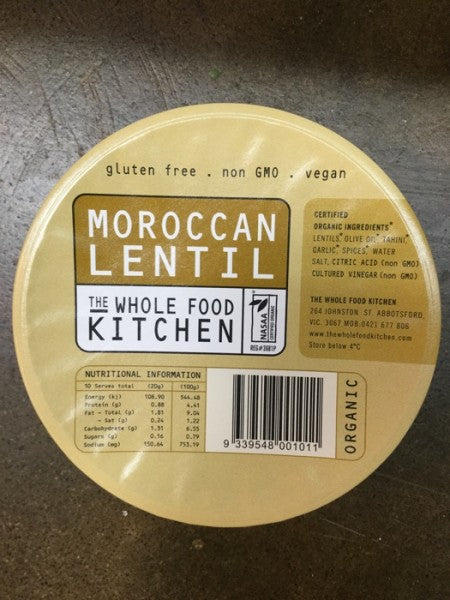 gluten free . non GMO . vegan
MOROCCAN
LENTIL
THE WHOLE FOOD
KITCHEN
NASAA
CERTIFIED ORGANIC
REG#3681P
CERTIFIED
ORGANIC INGREDIENTS*
LENTILS*, OLIVE OIL*, TAHINI*,
GARLIC*, SPICES*, WATER
SALT, CITRIC ACID (non GMO)
CULTURED VINEGAR (non GMO)
THE WHOLE FOOD KITCHEN
264 JOHNSTON ST. ABBOTSFORD,
VIC. 3067 MOB:0421 677 806
www.thewholefoodkitchen.com
Store below 4°C
NUTRITIONAL INFORMATION
10 Serves total (20g) (100g)
Energy (kj) 108.90 544.48
Protein (g) 0.88 4.41
Fat - Total (g) 1.81 9.04
- Sat (g) 0.24 1.22
Carbohydrate (g) 1.31 6.55
Sugars (g) 0.16 0.79
Sodium (mg) 150.64 753.19
9 339548 001011
ORGANIC